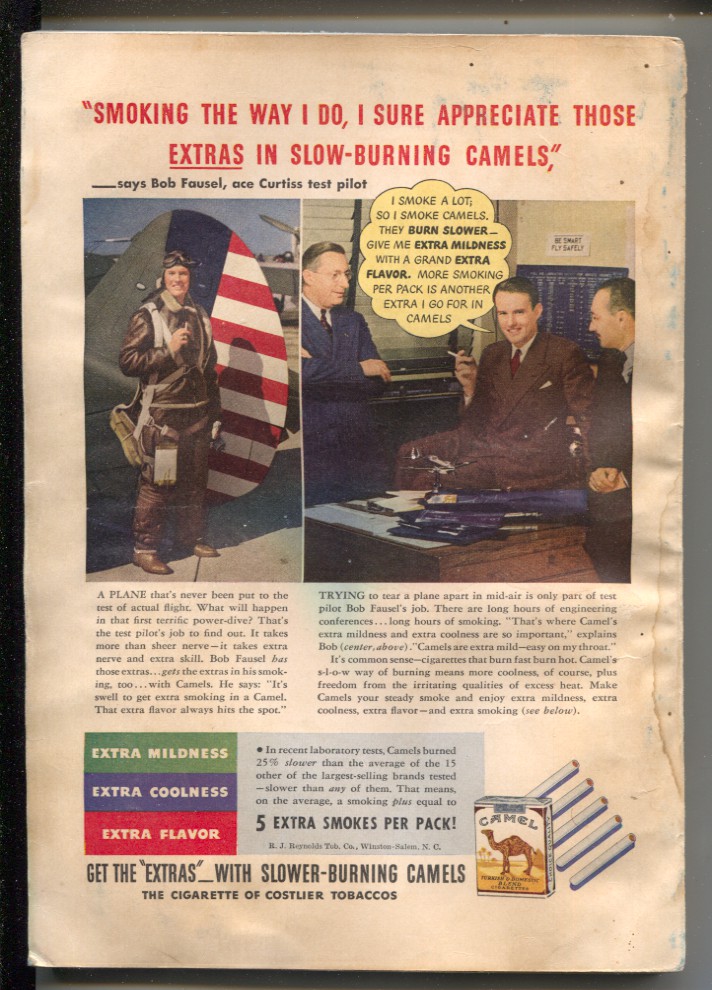 "SMOKING THE WAY I DO, I SURE APPRECIATE THOSE
EXTRAS IN SLOW-BURNING CAMELS,"
—says Bob Fausel, ace Curtiss test pilot
I SMOKE A LOT;
SO I SMOKE CAMELS.
THEY BURN SLOWER—
GIVE ME EXTRA MILDNESS
WITH A GRAND EXTRA
FLAVOR. MORE SMOKING
PER PACK IS ANOTHER
EXTRA I GO FOR IN
CAMELS
BE SMART
FLY SAFELY
A PLANE that's never been put to the
test of actual flight. What will happen
in that first terrific power-dive? That's
the test pilot's job to find out. It takes
more than sheer nerve—it takes extra
nerve and extra skill. Bob Fausel has
those extras...gets the extras in his smok-
ing, too...with Camels. He says: "It's
swell to get extra smoking in a Camel.
That extra flavor always hits the spot."
TRYING to tear a plane apart in mid-air is only part of test
pilot Bob Fausel's job. There are long hours of engineering
conferences...long hours of smoking. "That's where Camel's
extra mildness and extra coolness are so important," explains
Bob (center, above). "Camels are extra mild—easy on my throat."
It's common sense—cigarettes that burn fast burn hot. Camel's
s-l-o-w way of burning means more coolness, of course, plus
freedom from the irritating qualities of excess heat. Make
Camels your steady smoke and enjoy extra mildness, extra
coolness, extra flavor—and extra smoking (see below).
EXTRA MILDNESS
EXTRA COOLNESS
EXTRA FLAVOR
● In recent laboratory tests, Camels burned
25% slower than the average of the 15
other of the largest-selling brands tested
—slower than any of them. That means,
on the average, a smoking plus equal to
5 EXTRA SMOKES PER PACK!
R. J. Reynolds Tob. Co., Winston-Salem, N. C.
CAMEL
TURKISH & DOMESTIC
BLEND
CIGARETTES
GET THE "EXTRAS"—WITH SLOWER-BURNING CAMELS
THE CIGARETTE OF COSTLIER TOBACCOS